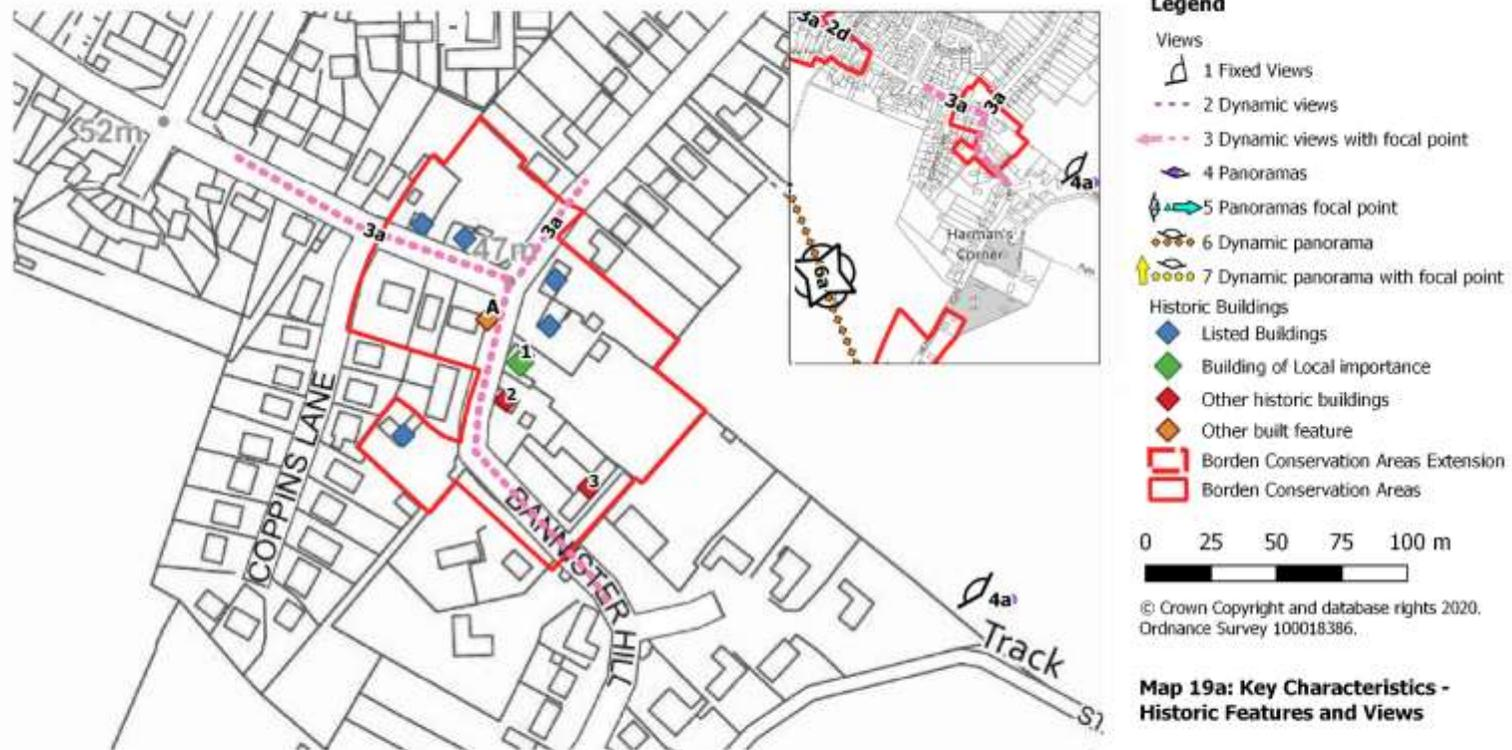 52m
3a
47m
3a
A
1
2
3
COPPINS LANE
BANNISTER HILL
4a
Track
3a 2d
3a
3a
4a
Harman's
Corner
6a
Legend
Views
1 Fixed Views
2 Dynamic views
3 Dynamic views with focal point
4 Panoramas
5 Panoramas focal point
6 Dynamic panorama
7 Dynamic panorama with focal point
Historic Buildings
Listed Buildings
Building of Local importance
Other historic buildings
Other built feature
Borden Conservation Areas Extension
Borden Conservation Areas
0 25 50 75 100 m
© Crown Copyright and database rights 2020.
Ordnance Survey 100018386.
Map 19a: Key Characteristics -
Historic Features and Views